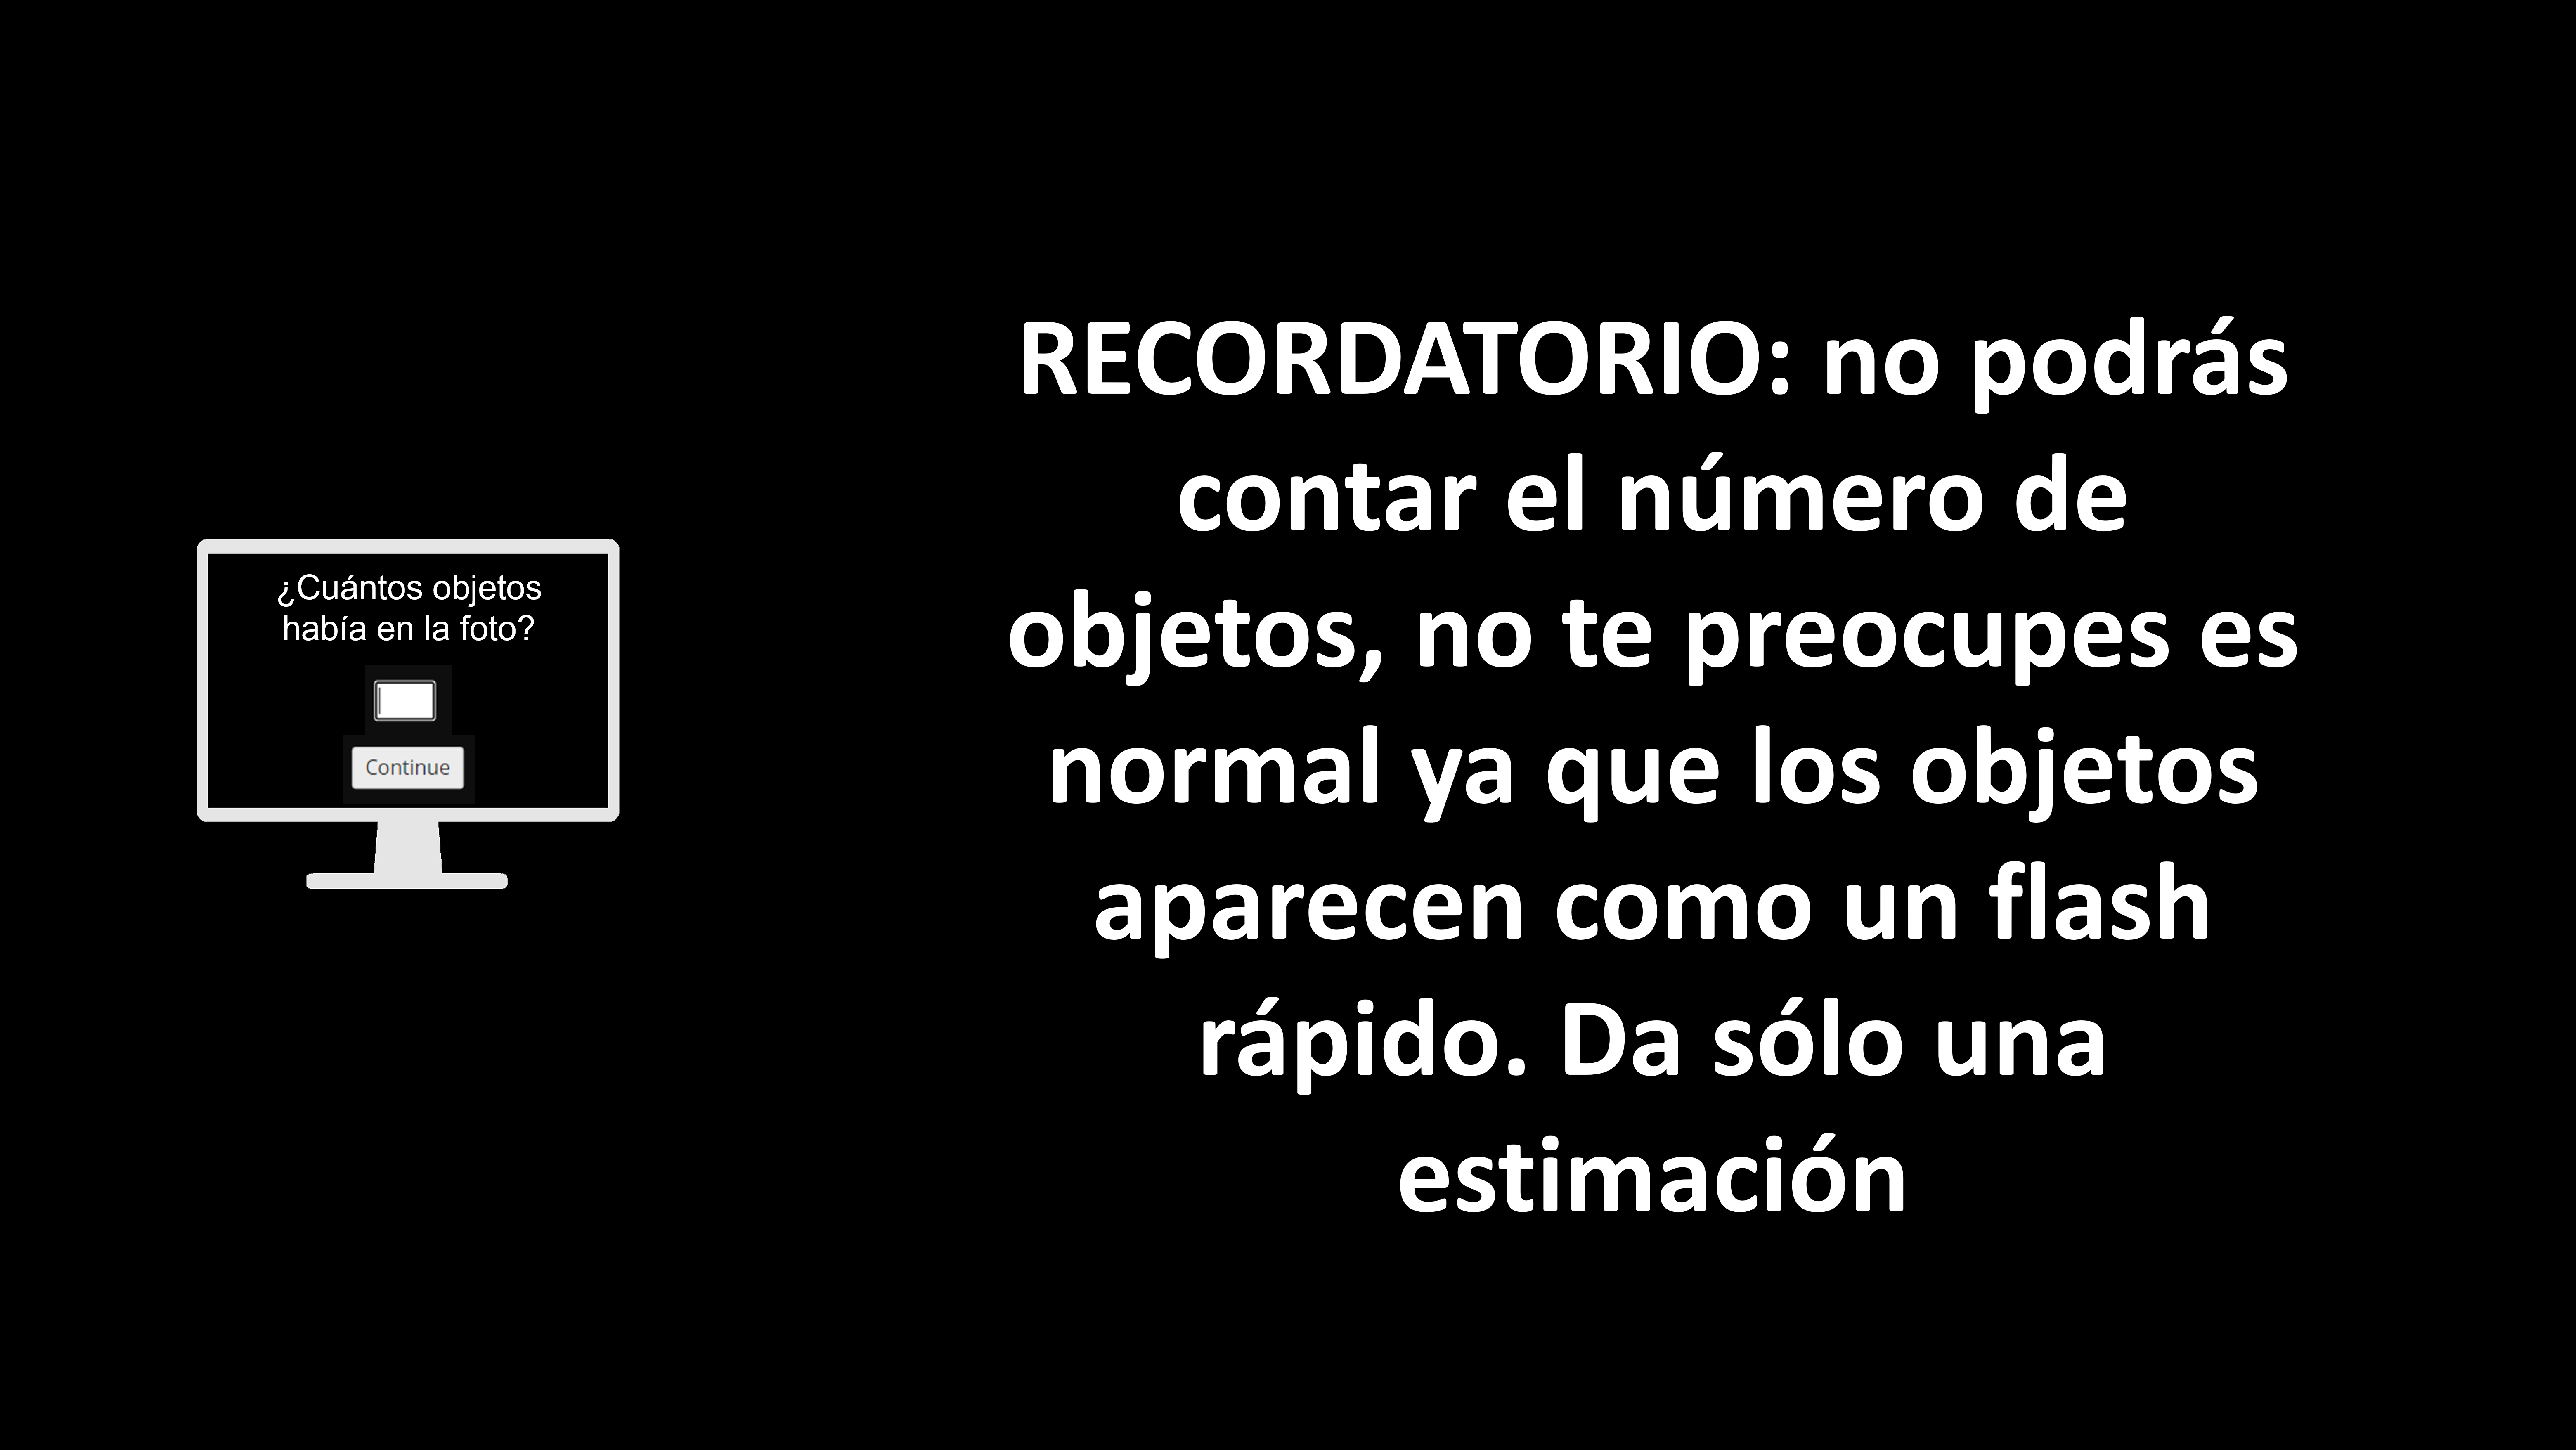 ¿Cuántos objetos
había en la foto?
Continue
RECORDATORIO: no podrás
contar el número de
objetos, no te preocupes es
normal ya que los objetos
aparecen como un flash
rápido. Da sólo una
estimación